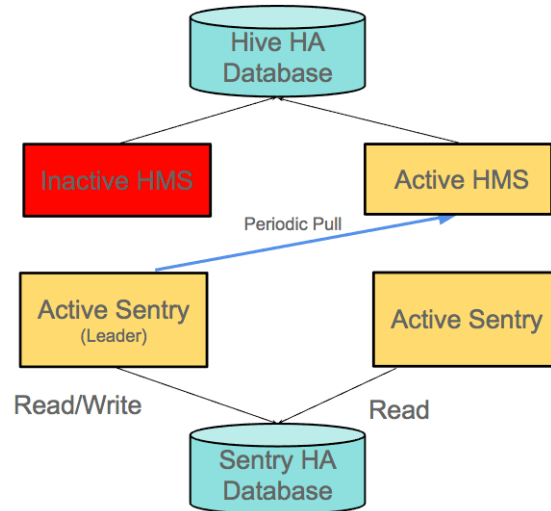 Hive HA
Database
Inactive HMS
Active HMS
Periodic Pull
Active Sentry
(Leader)
Active Sentry
Read/Write
Read
Sentry HA
Database